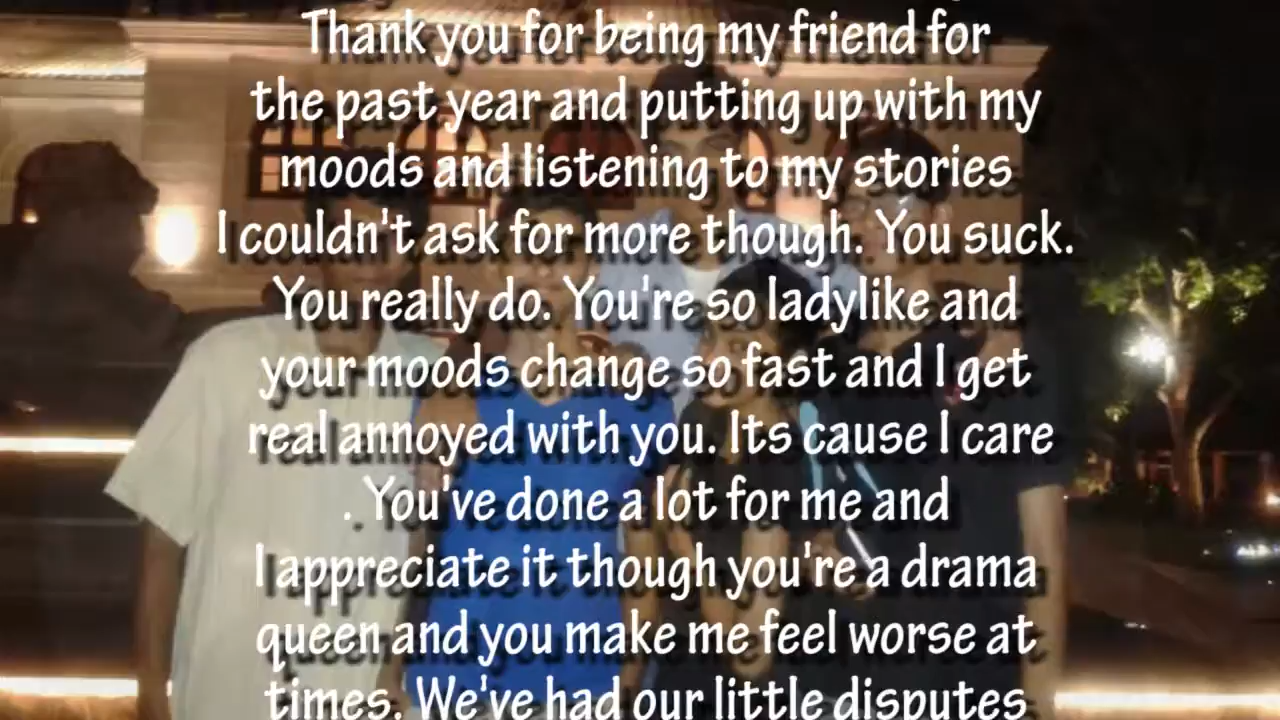 Thank you for being my friend for
the past year and putting up with my
moods and listening to my stories
I couldn't ask for more though. You suck.
You really do. You're so ladylike and
your moods change so fast and I get
real annoyed with you. Its cause I care
. You've done a lot for me and
I appreciate it though you're a drama
queen and you make me feel worse at
times. We've had our little disputes